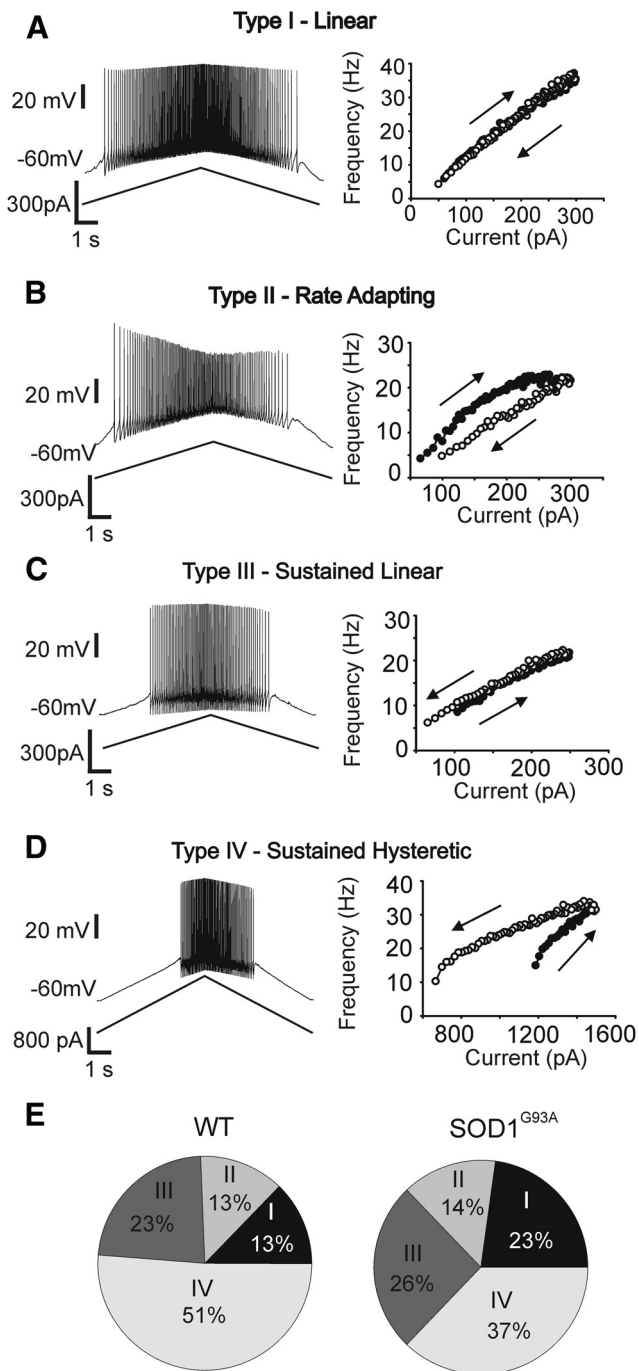 A
Type I - Linear
20 mV
-60mV
300pA
1 s
Frequency (Hz)
40
30
20
10
0
0 100 200 300
Current (pA)
B
Type II - Rate Adapting
20 mV
-60mV
300pA
1 s
Frequency (Hz)
30
20
10
0
100 200 300
Current (pA)
C
Type III - Sustained Linear
20 mV
-60mV
300pA
1 s
Frequency (Hz)
30
20
10
0
100 200 300
Current (pA)
D
Type IV - Sustained Hysteretic
20 mV
-60mV
800 pA
1 s
Frequency (Hz)
40
30
20
10
0
800 1200 1600
Current (pA)
E
WT
II
13%
I
13%
III
23%
IV
51%
SOD1G93A
II
14%
I
23%
III
26%
IV
37%